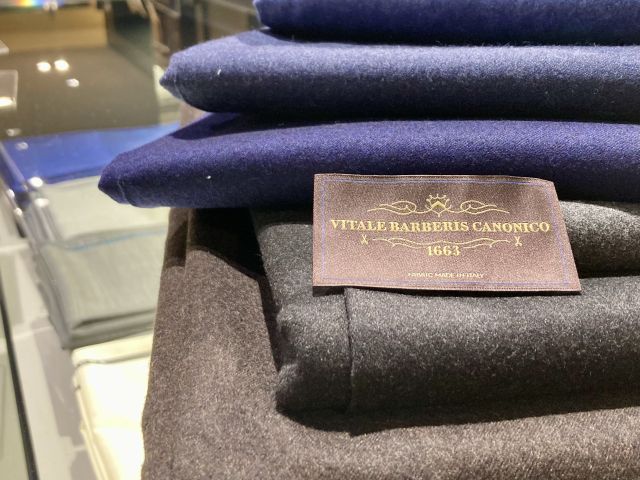 VITALE BARBERIS CANONICO
1663
FABRIC MADE IN ITALY